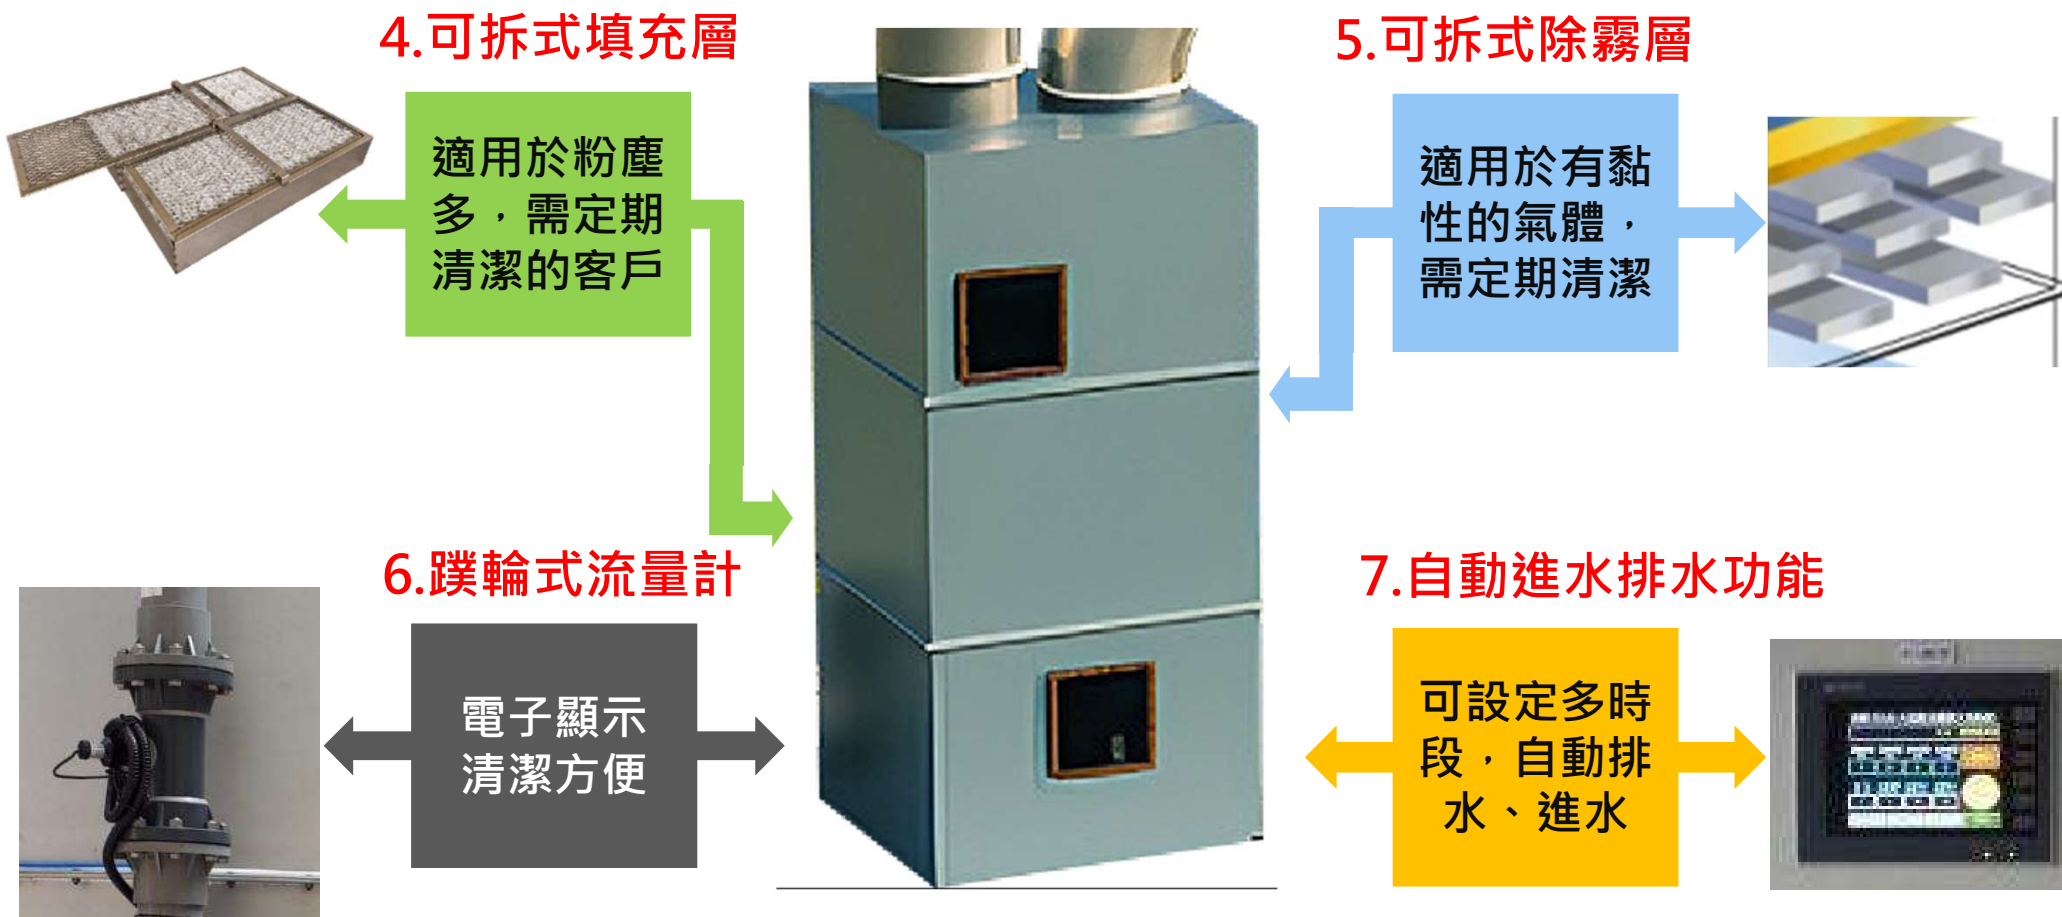 4.可拆式填充層
適用於粉塵
多，需定期
清潔的客戶
5.可拆式除霧層
適用於有黏
性的氣體，
需定期清潔
6.蹼輪式流量計
電子顯示
清潔方便
7.自動進水排水功能
可設定多時
段，自動排
水、進水